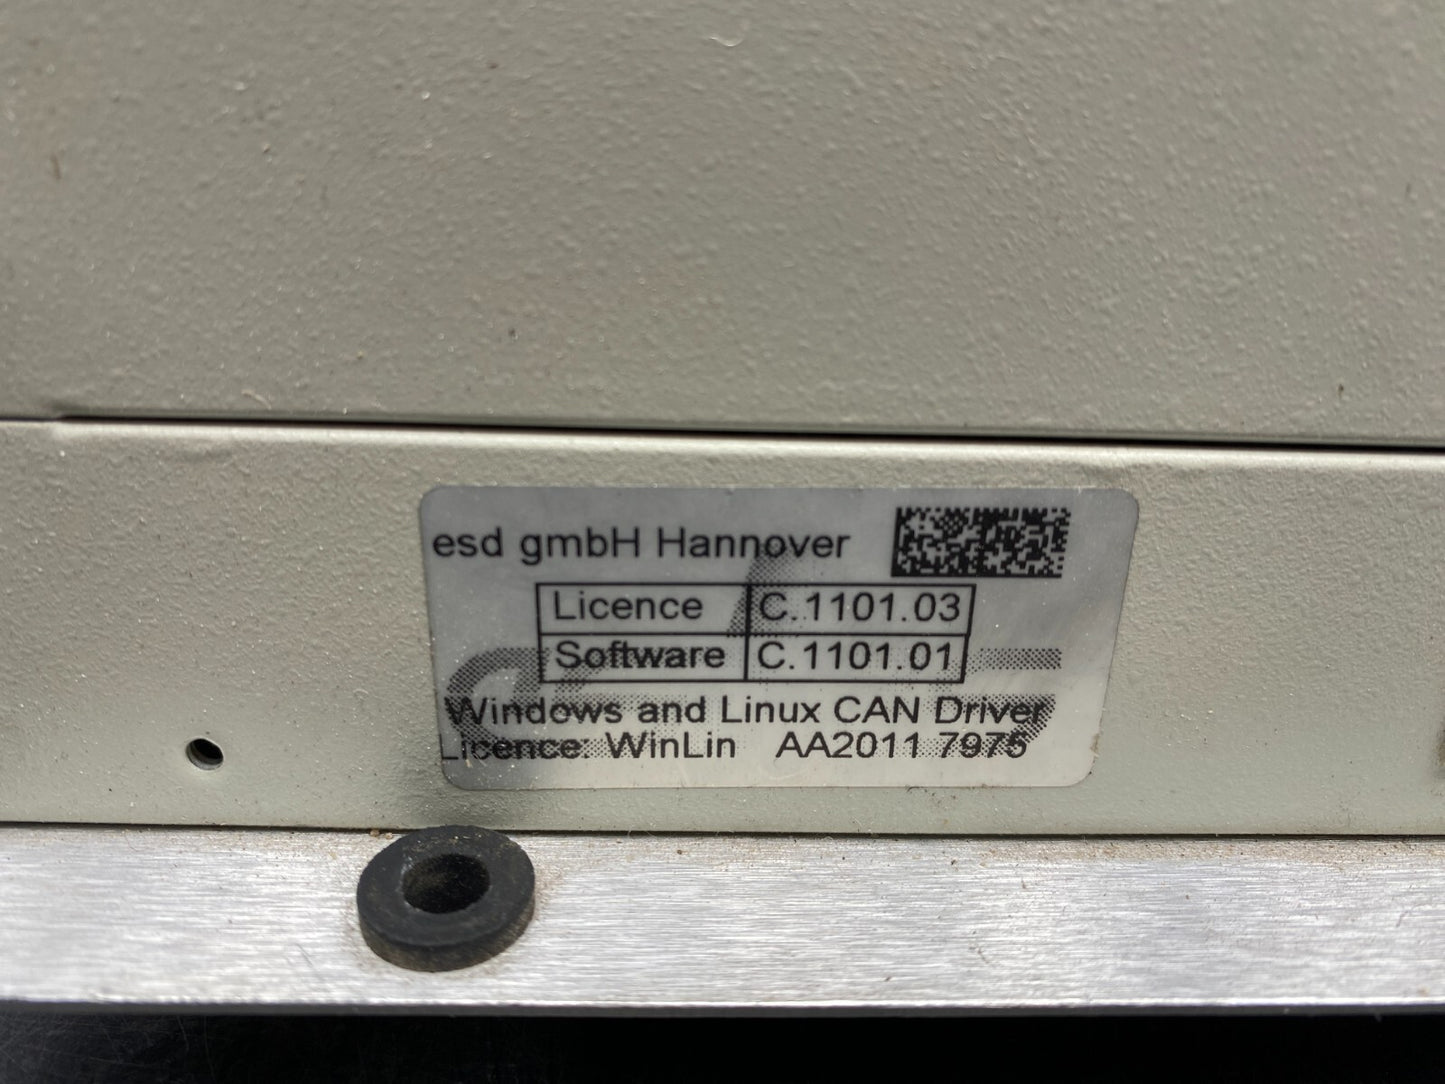 esd gmbH Hannover
Licence C.1101.03
Software C.1101.01
Windows and Linux CAN Driver
Licence: WinLin AA2011 7975